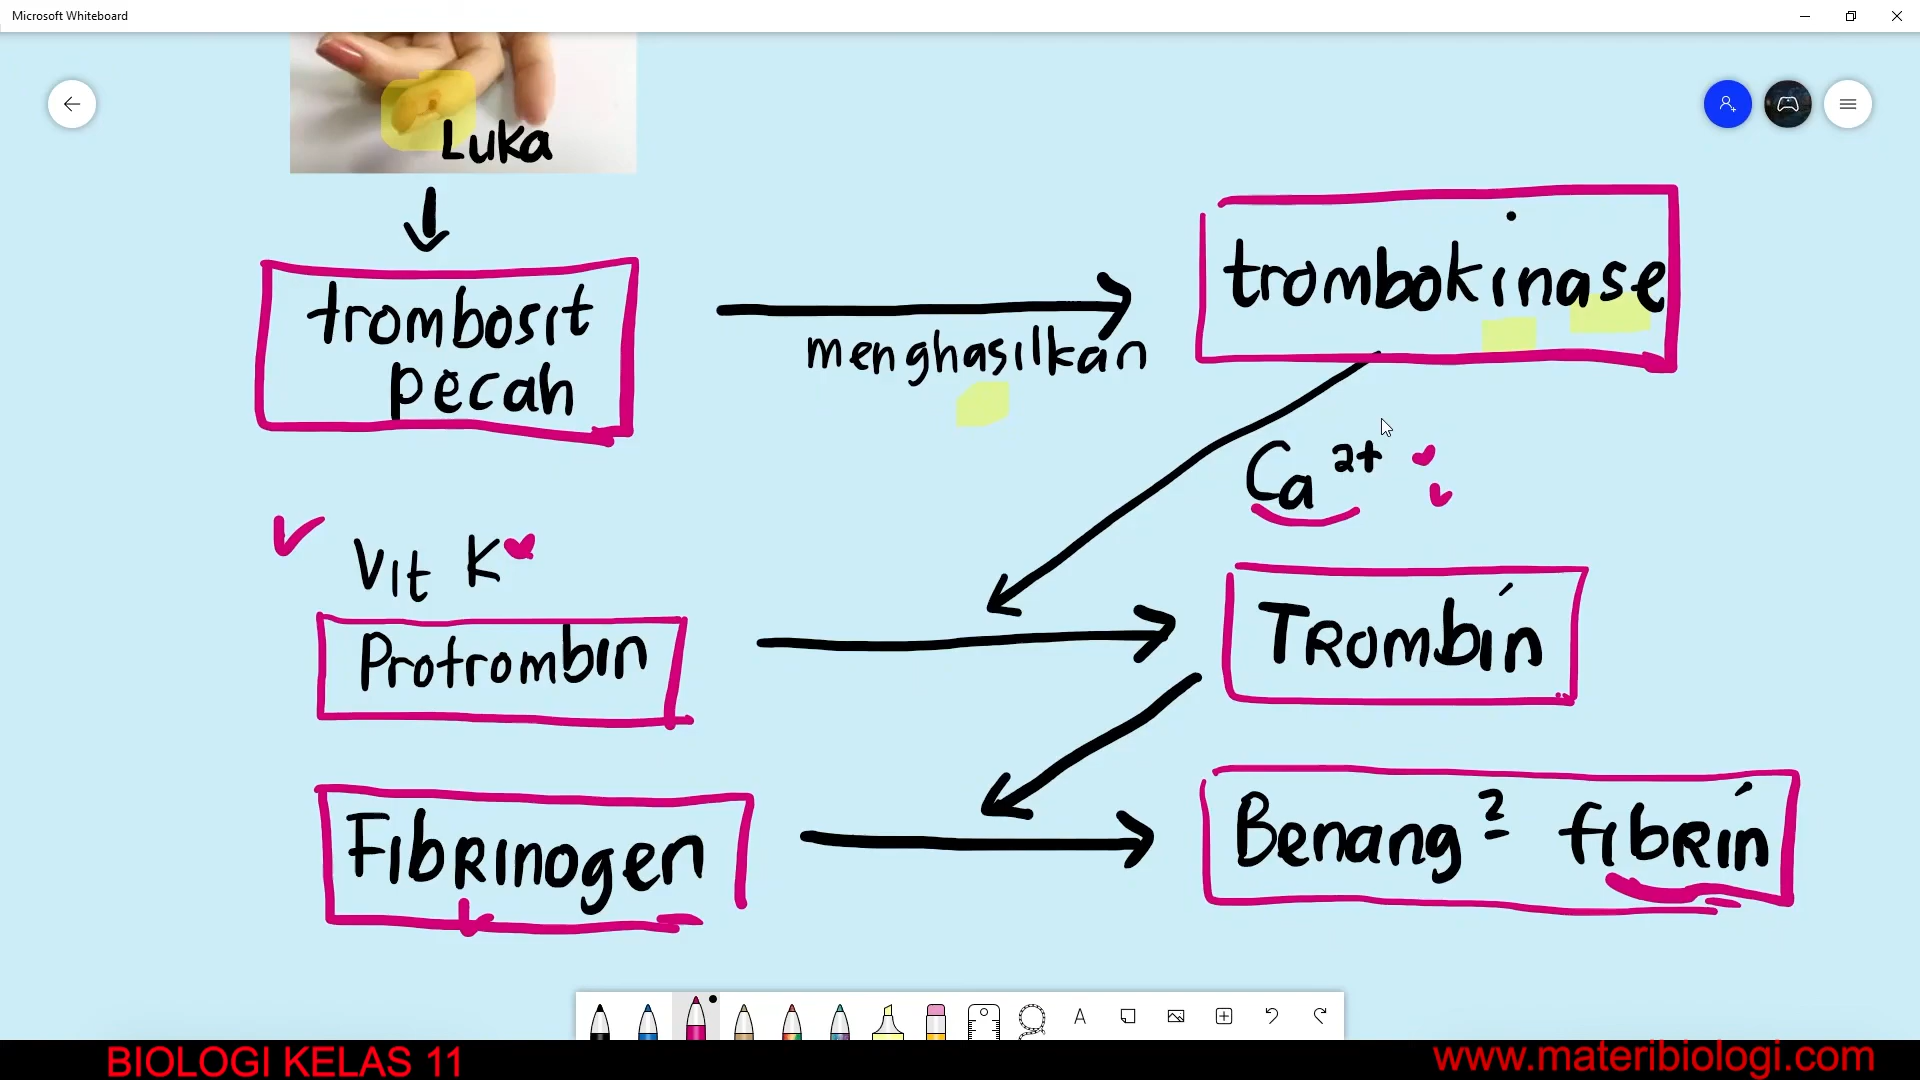 Microsoft Whiteboard
Luka
trombosit
pecah
menghasilkan
trombokinase
Ca²⁺
Vit K
Protrombin
Trombin
Fibrinogen
Benang² fibrin
A
BIOLOGI KELAS 11
www.materibiologi.com